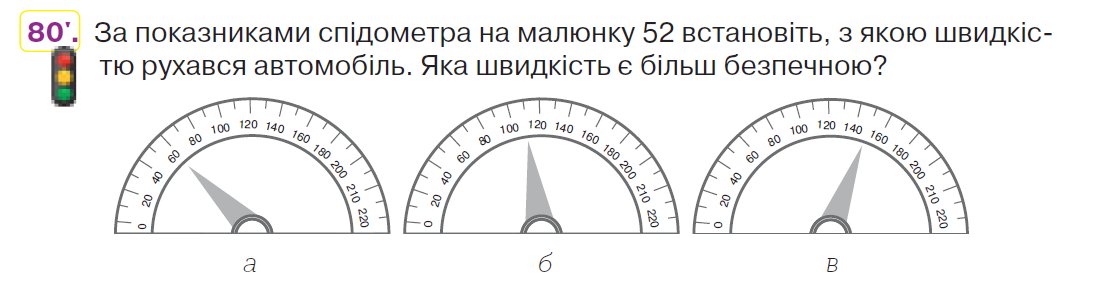 80'. За показниками спідометра на малюнку 52 встановіть, з якою швидкіс-
тю рухався автомобіль. Яка швидкість є більш безпечною?
0 20 40 60 80 100 120 140 160 180 200 210 220
0 20 40 60 80 100 120 140 160 180 200 210 220
0 20 40 60 80 100 120 140 160 180 200 210 220
а б в